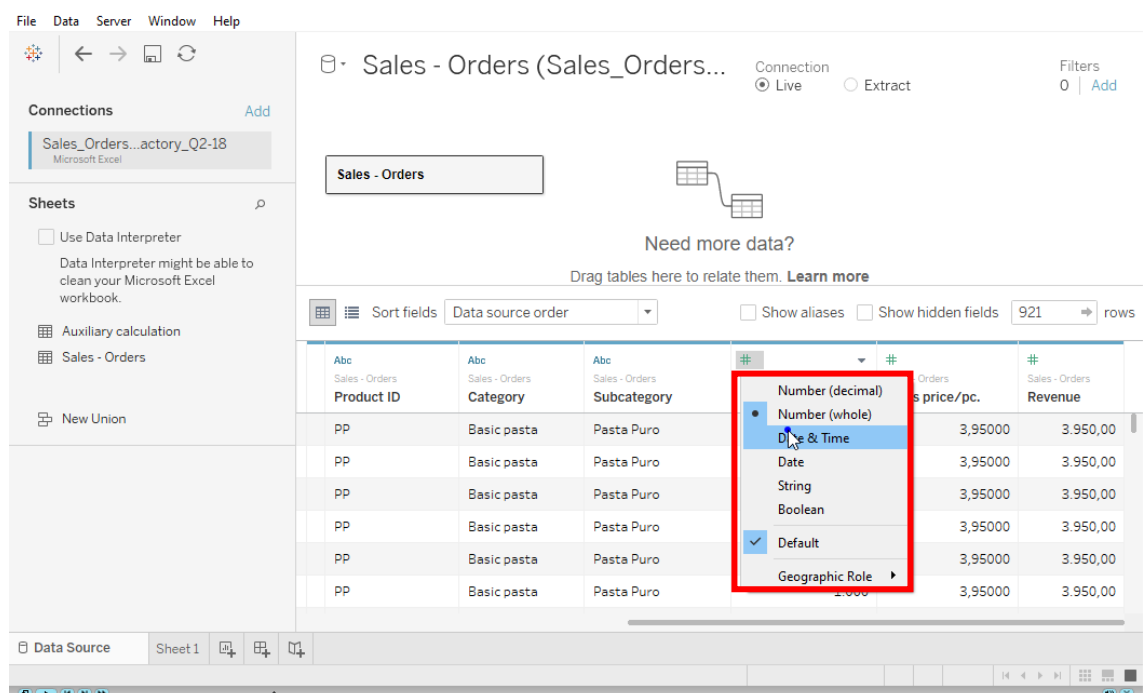 File Data Server Window Help
Sales - Orders (Sales_Orders...
Connection
Live
Extract
Filters
0 | Add
Connections
Add
Sales_Orders...actory_Q2-18
Microsoft Excel
Sales - Orders
Sheets
Use Data Interpreter
Data Interpreter might be able to
clean your Microsoft Excel
workbook.
Auxiliary calculation
Sales - Orders
New Union
Need more data?
Drag tables here to relate them. Learn more
Sort fields Data source order
Show aliases Show hidden fields 921 rows
Abc Abc Abc # # #
Sales - Orders Sales - Orders Sales - Orders Orders Sales - Orders
Product ID Category Subcategory s price/pc. Revenue
PP Basic pasta Pasta Puro 3,95000 3.950,00
PP Basic pasta Pasta Puro 3,95000 3.950,00
PP Basic pasta Pasta Puro 3,95000 3.950,00
PP Basic pasta Pasta Puro 3,95000 3.950,00
PP Basic pasta Pasta Puro 3,95000 3.950,00
PP Basic pasta Pasta Puro 1.000 3,95000 3.950,00
Number (decimal)
Number (whole)
Date & Time
Date
String
Boolean
Default
Geographic Role
Data Source Sheet 1